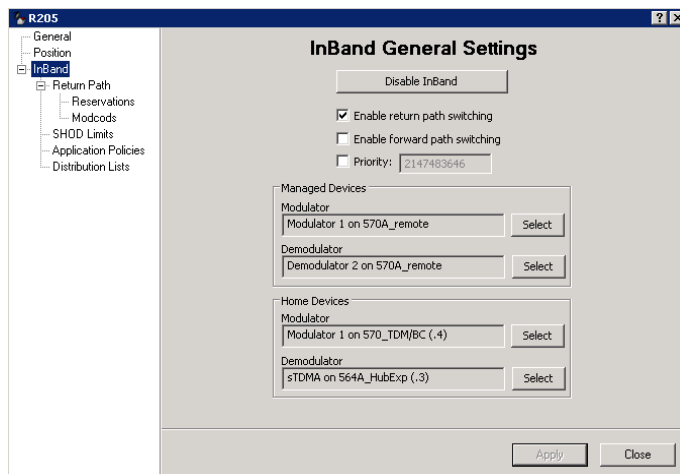 R205
General
Position
InBand
Return Path
Reservations
Modcods
SHOD Limits
Application Policies
Distribution Lists
InBand General Settings
Disable InBand
Enable return path switching
Enable forward path switching
Priority: 2147483646
Managed Devices
Modulator
Modulator 1 on 570A_remote Select
Demodulator
Demodulator 2 on 570A_remote Select
Home Devices
Modulator
Modulator 1 on 570_TDM/BC (.4) Select
Demodulator
sTDMA on 564A_HubExp (.3) Select
Apply Close